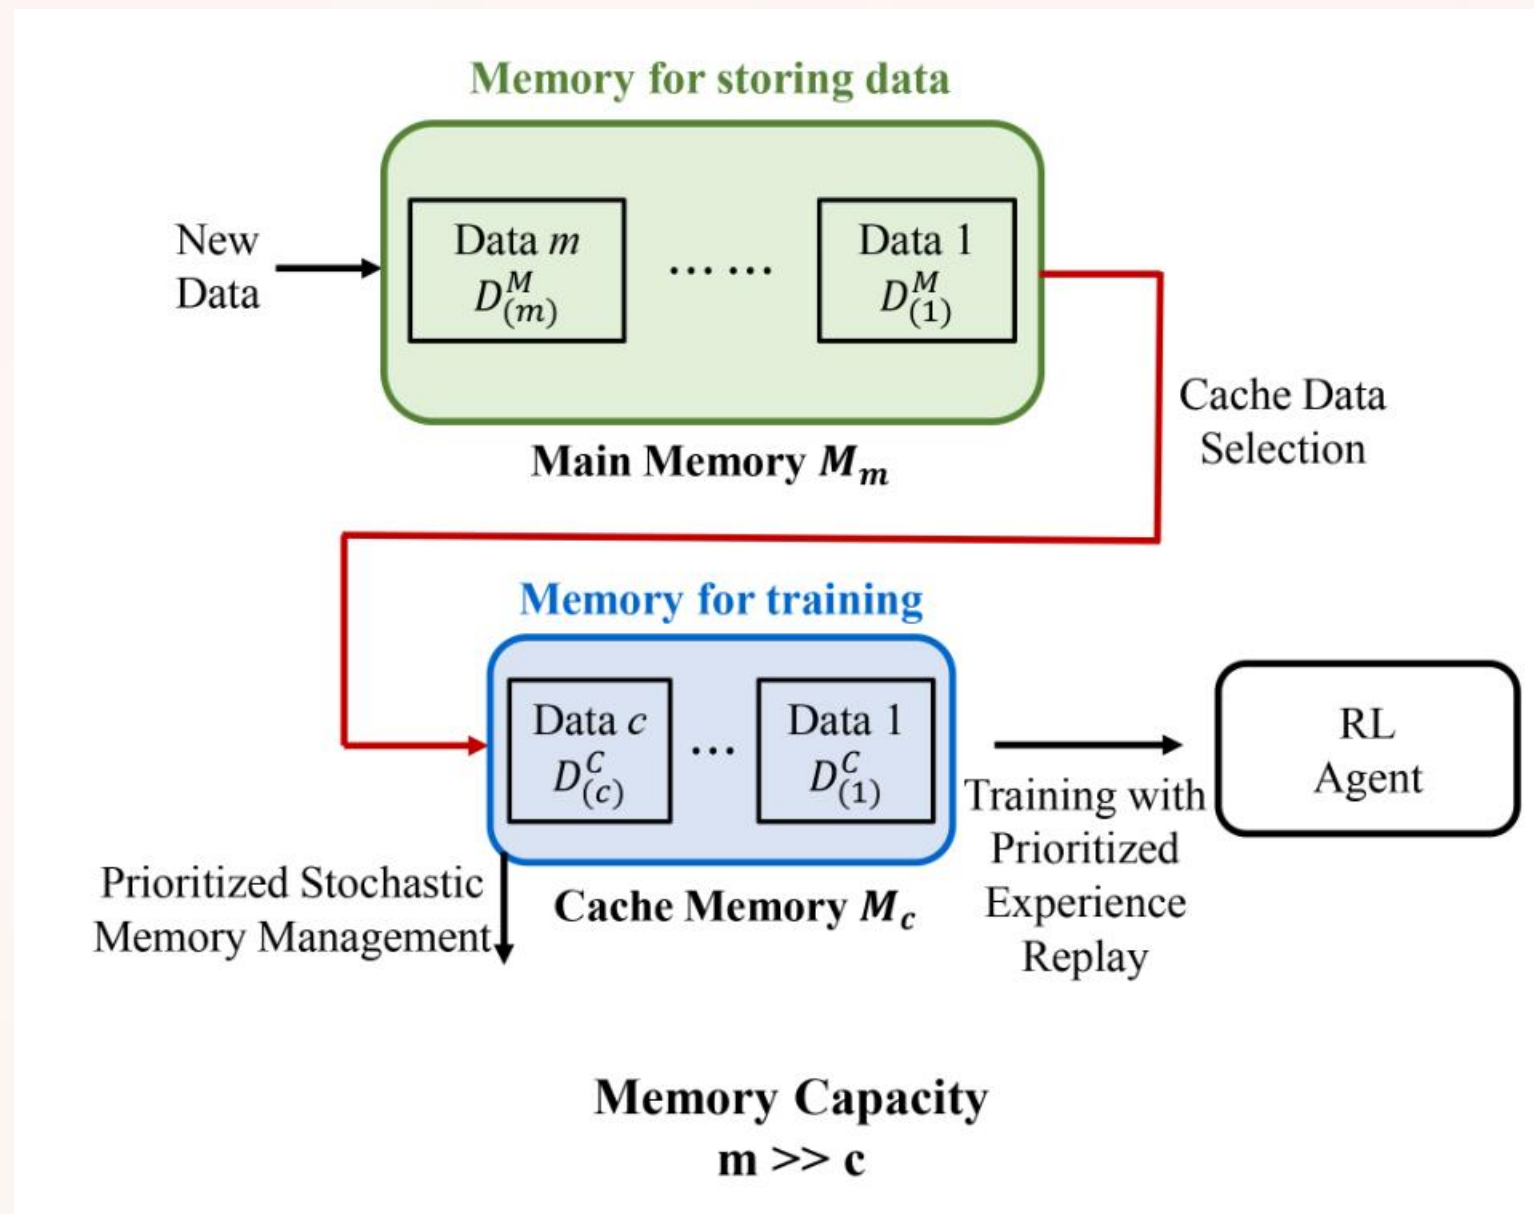 Memory for storing data
New
Data
Data m
D^M_(m)
... ...
Data 1
D^M_(1)
Main Memory M_m
Cache Data
Selection
Memory for training
Data c
D^C_(c)
...
Data 1
D^C_(1)
Cache Memory M_c
Prioritized Stochastic
Memory Management
Training with
Prioritized
Experience
Replay
RL
Agent
Memory Capacity
m >> c